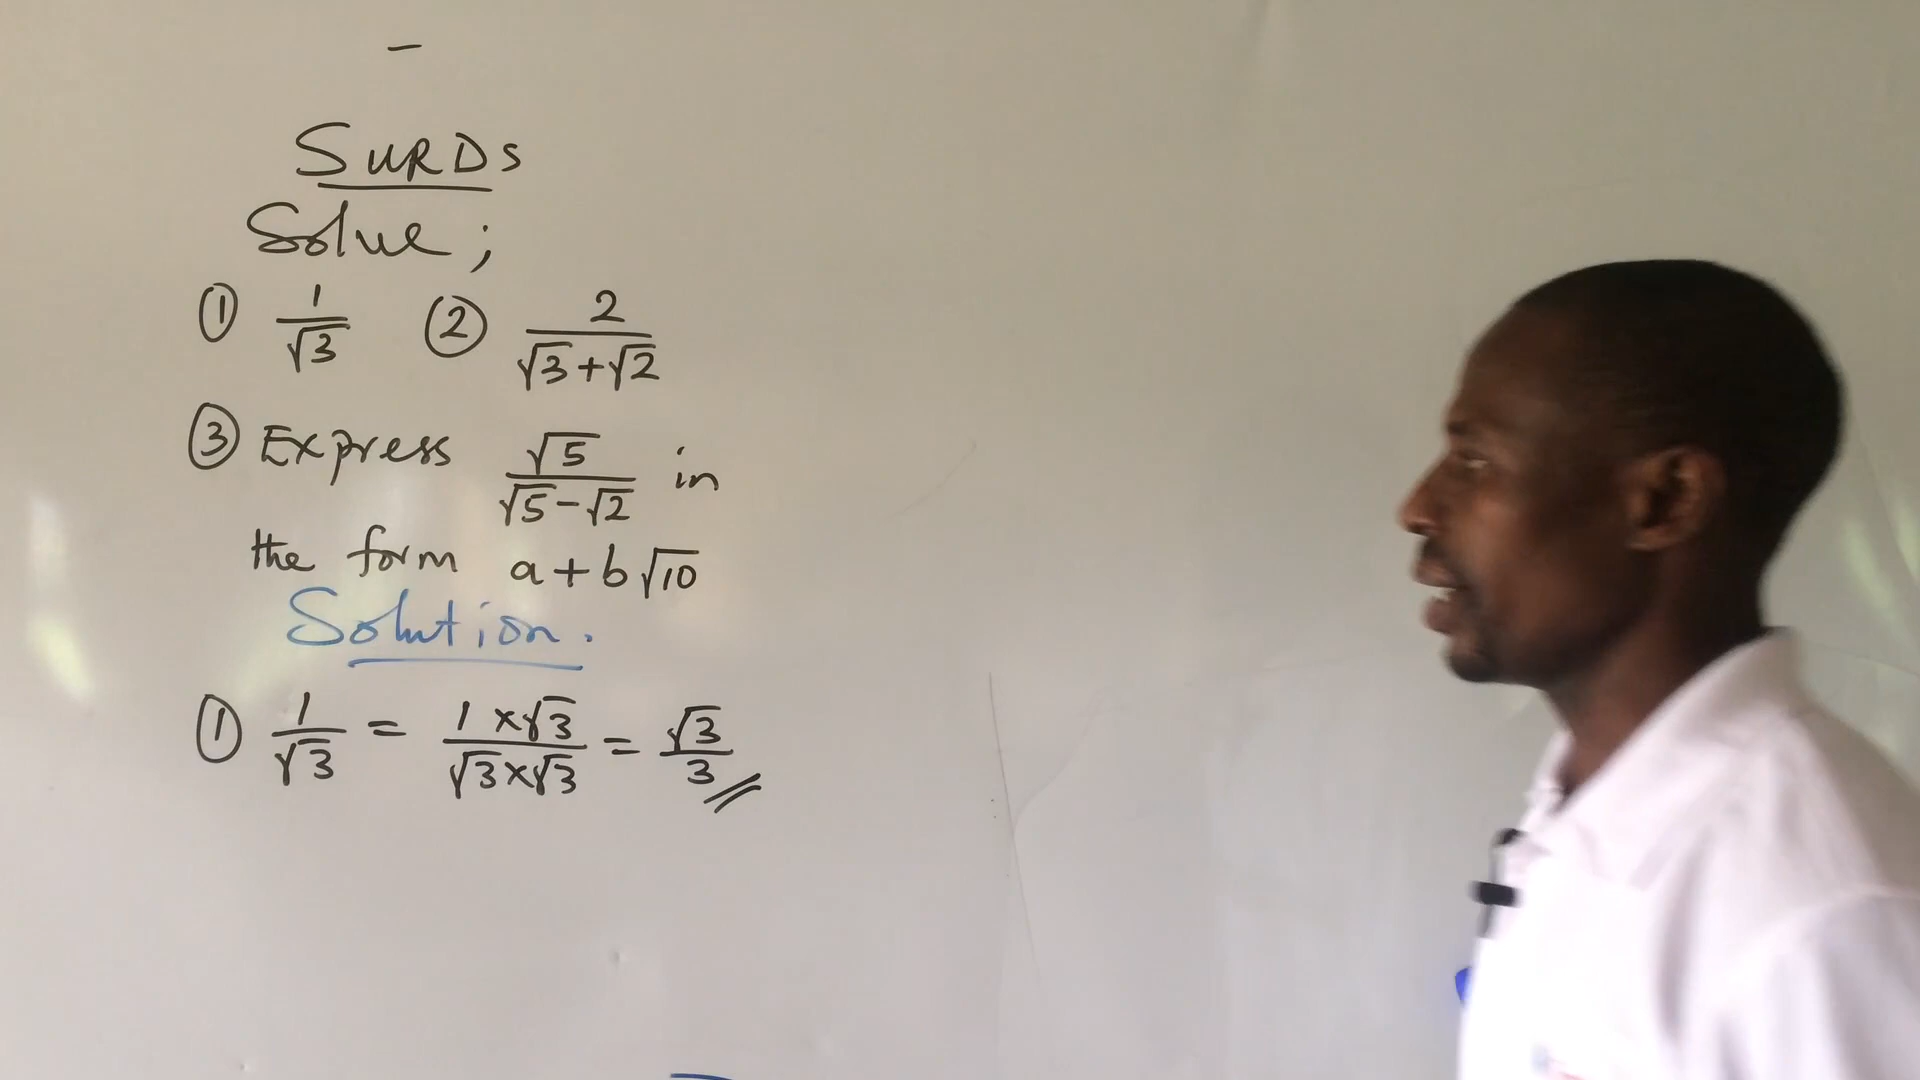 SURDS
Solve;
① 1/√3 ② 2/(√3+√2)
③ Express √5/(√5-√2) in
the form a+b√10
Solution.
① 1/√3 = (1×√3)/(√3×√3) = √3/3